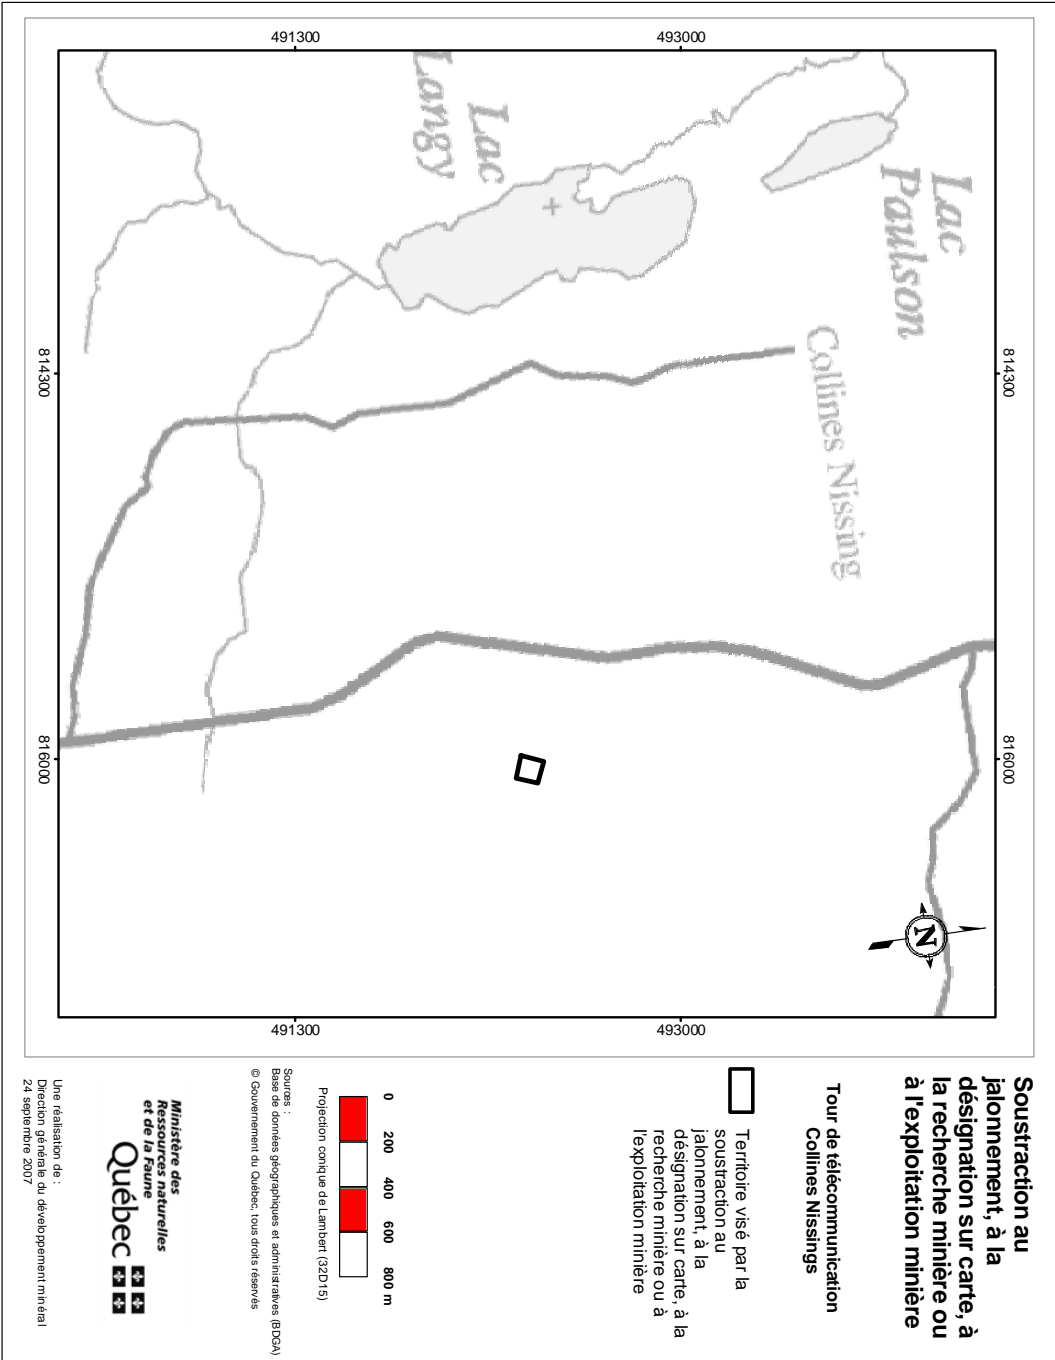 Soustraction au
jalonnement, à la
désignation sur carte, à
la recherche minière ou
à l'exploitation minière
Tour de télécommunication
Collines Nissings
Territoire visé par la
soustraction au
jalonnement, à la
désignation sur carte, à la
recherche minière ou à
l'exploitation minière
0 200 400 600 800 m
Projection conique de Lambert (32D15)
Sources :
Base de données géographiques et administratives (BDGA)
© Gouvernement du Québec, tous droits réservés
Ministère des
Ressources naturelles
et de la Faune
Québec
Une réalisation de :
Direction générale du développement minéral
24 septembre 2007
814300
816000
493000
493000
491300
491300
814300
816000
Lac
Paulson
Collines Nissing
Lac
Langy
N